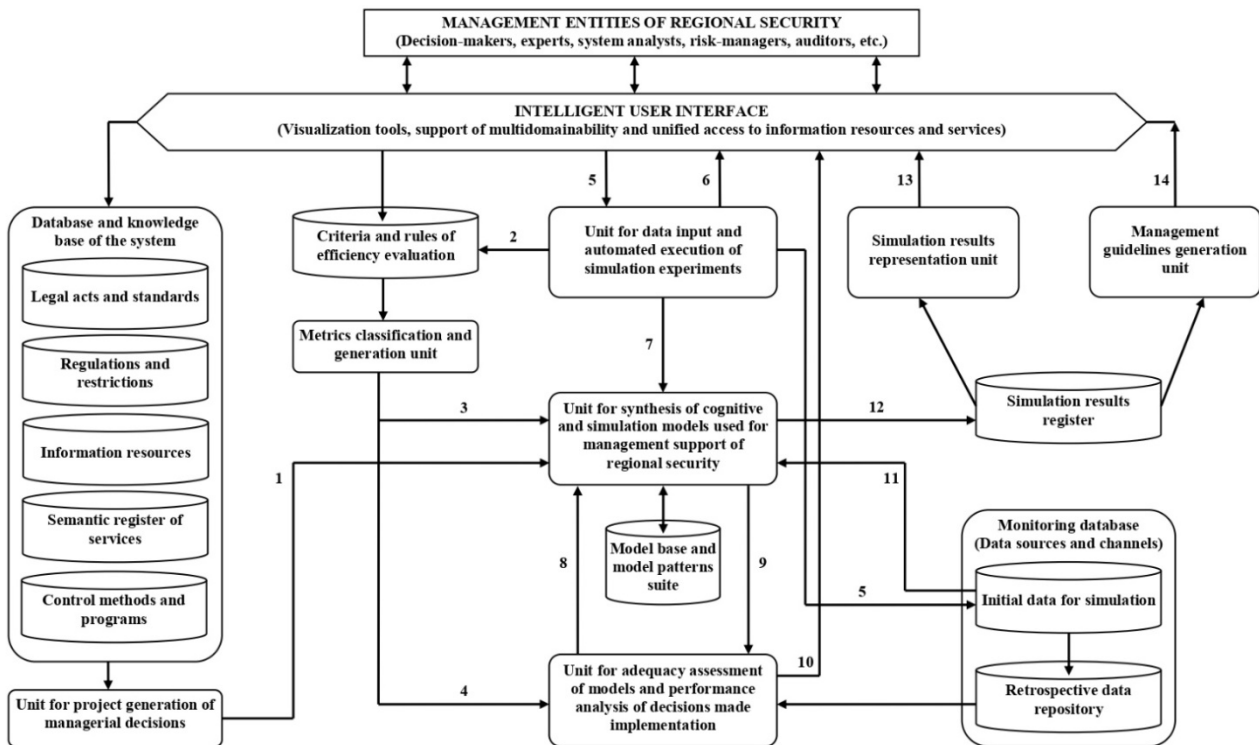 MANAGEMENT ENTITIES OF REGIONAL SECURITY
(Decision-makers, experts, system analysts, risk-managers, auditors, etc.)
INTELLIGENT USER INTERFACE
(Visualization tools, support of multidomainability and unified access to information resources and services)
5
6
13
14
Database and knowledge
base of the system
Legal acts and standards
Regulations and
restrictions
Information resources
Semantic register of
services
Control methods and
programs
Unit for project generation of
managerial decisions
1
Criteria and rules of
efficiency evaluation
2
Metrics classification and
generation unit
3
4
Unit for data input and
automated execution of
simulation experiments
7
Unit for synthesis of cognitive
and simulation models used for
management support of
regional security
8
Model base and
model patterns
suite
9
Unit for adequacy assessment
of models and performance
analysis of decisions made
implementation
10
Simulation results
representation unit
Management
guidelines generation
unit
12
Simulation results
register
11
5
Monitoring database
(Data sources and channels)
Initial data for simulation
Retrospective data
repository